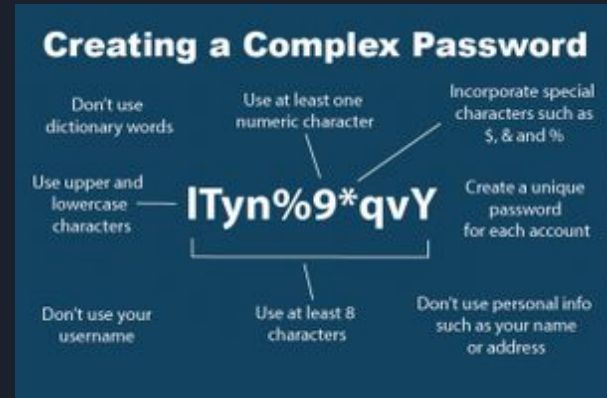 Creating a Complex Password
Don't use
dictionary words
Use at least one
numeric character
Incorporate special
characters such as
$, & and %
Use upper and
lowercase
characters
lTyn%9*qvY
Create a unique
password
for each account
Don't use your
username
Use at least 8
characters
Don't use personal info
such as your name
or address